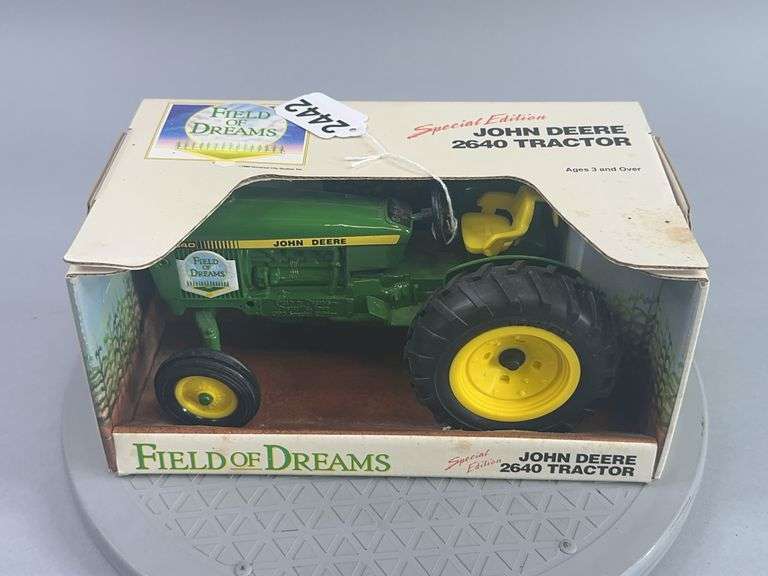 FIELD
OF
DREAMS
2442
Special Edition
JOHN DEERE
2640 TRACTOR
Ages 3 and Over
40
JOHN DEERE
FIELD
OF
DREAMS
FIELD OF DREAMS
Special
Edition
JOHN DEERE
2640 TRACTOR